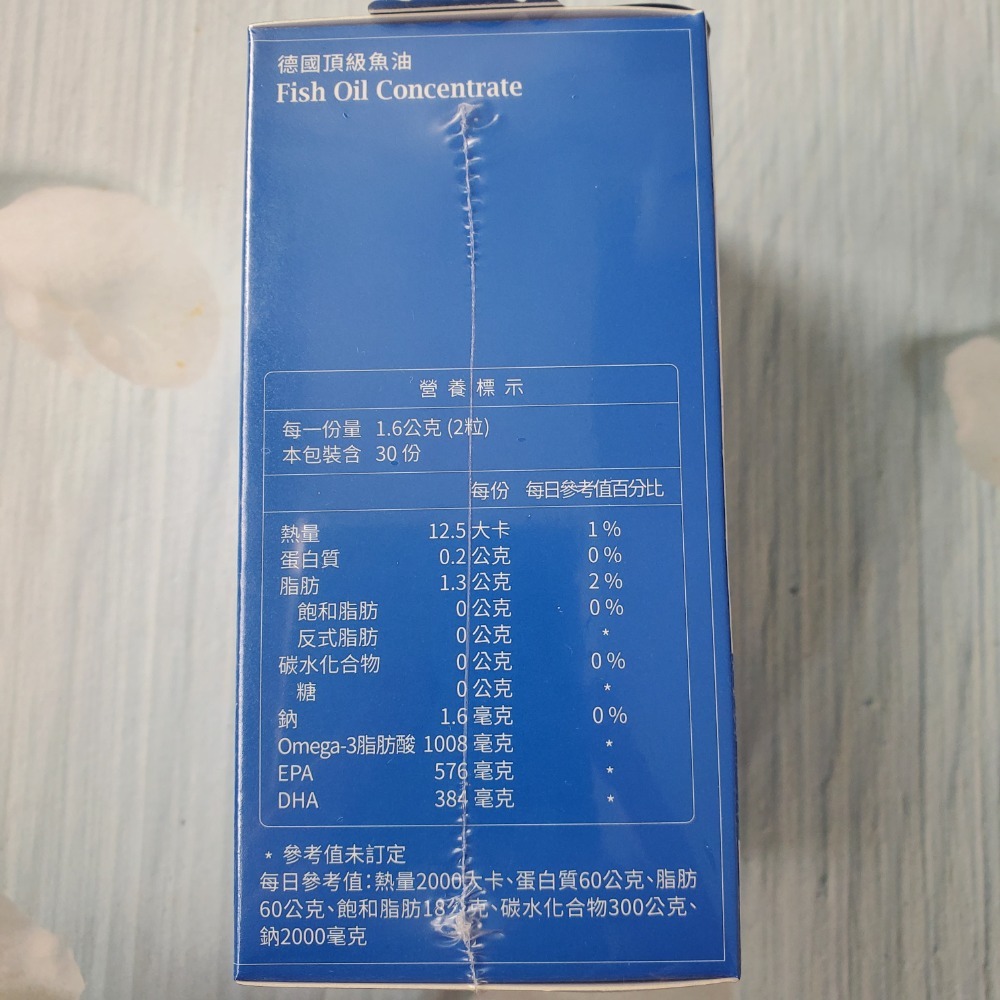 德國頂級魚油
Fish Oil Concentrate
營養標示
每一份量 1.6公克 (2粒)
本包裝含 30 份
每份 每日參考值百分比
熱量 12.5 大卡 1 %
蛋白質 0.2 公克 0 %
脂肪 1.3 公克 2 %
飽和脂肪 0 公克 0 %
反式脂肪 0 公克 *
碳水化合物 0 公克 0 %
糖 0 公克 *
鈉 1.6 毫克 0 %
Omega-3脂肪酸 1008 毫克 *
EPA 576 毫克 *
DHA 384 毫克 *
* 參考值未訂定
每日參考值:熱量2000大卡、蛋白質60公克、脂肪
60公克、飽和脂肪18公克、碳水化合物300公克、
鈉2000毫克